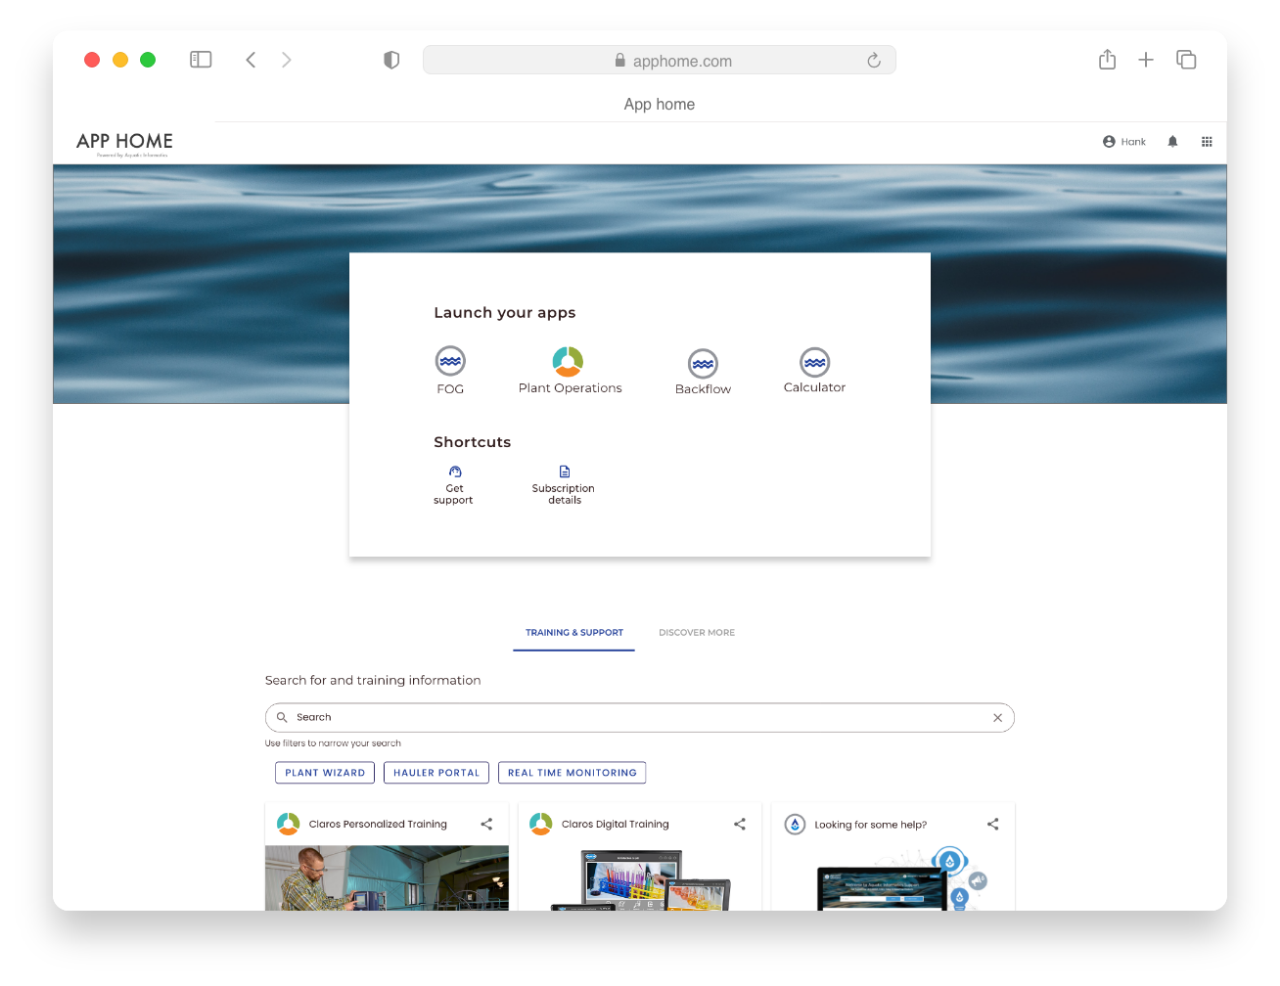 apphome.com
App home
APP HOME
Powered by Aquatic Informatics
Hank
Launch your apps
FOG
Plant Operations
Backflow
Calculator
Shortcuts
Get
support
Subscription
details
TRAINING & SUPPORT
DISCOVER MORE
Search for and training information
Search
Use filters to narrow your search
PLANT WIZARD
HAULER PORTAL
REAL TIME MONITORING
Claros Personalized Training
Claros Digital Training
Looking for some help?